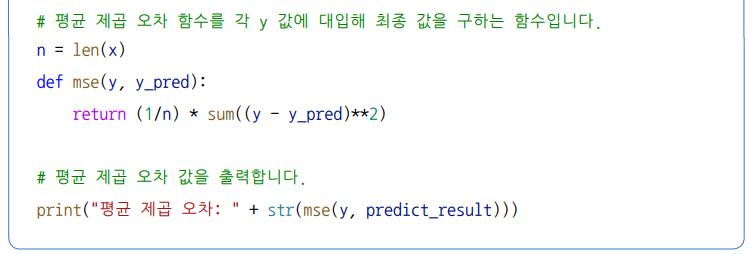 # 평균 제곱 오차 함수를 각 y 값에 대입해 최종 값을 구하는 함수입니다.
n = len(x)
def mse(y, y_pred):
    return (1/n) * sum((y - y_pred)**2)
# 평균 제곱 오차 값을 출력합니다.
print("평균 제곱 오차: " + str(mse(y, predict_result)))